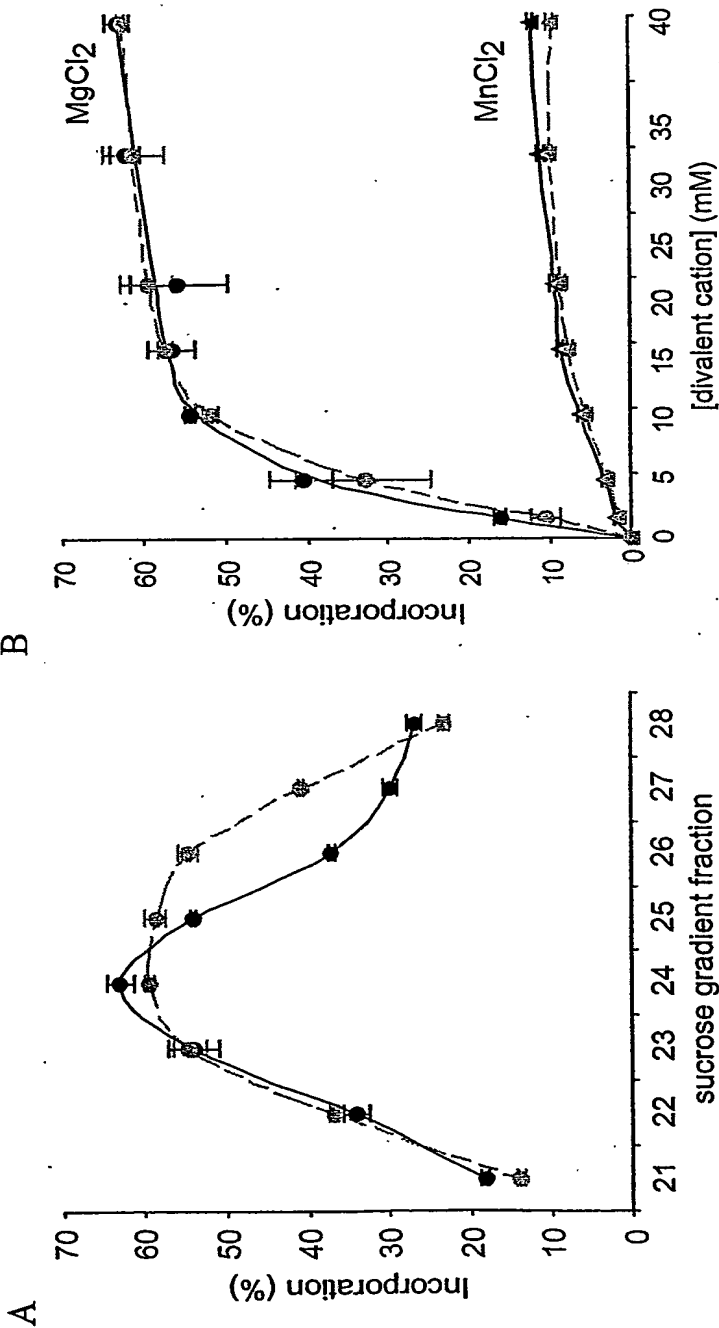 A
Incorporation (%)
70
60
50
40
30
20
10
0
21 22 23 24 25 26 27 28
sucrose gradient fraction
B
Incorporation (%)
70
60
50
40
30
20
10
0
MgCl2
MnCl2
0 5 10 15 20 25 30 35 40
[divalent cation] (mM)